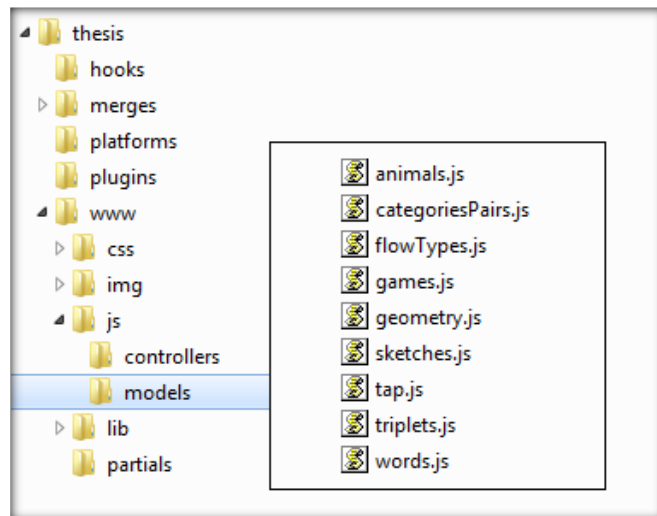 thesis
hooks
merges
platforms
plugins
www
css
img
js
controllers
models
lib
partials
animals.js
categoriesPairs.js
flowTypes.js
games.js
geometry.js
sketches.js
tap.js
triplets.js
words.js